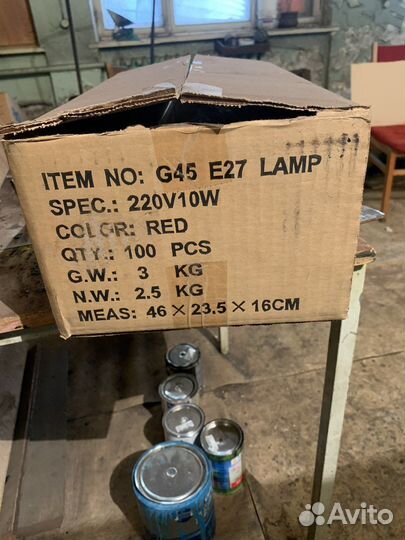 ITEM NO: G45 E27 LAMP
SPEC.: 220V10W
COLOR: RED
QTY.: 100 PCS
G.W.: 3 KG
N.W.: 2.5 KG
MEAS: 46 × 23.5 × 16CM
Avito